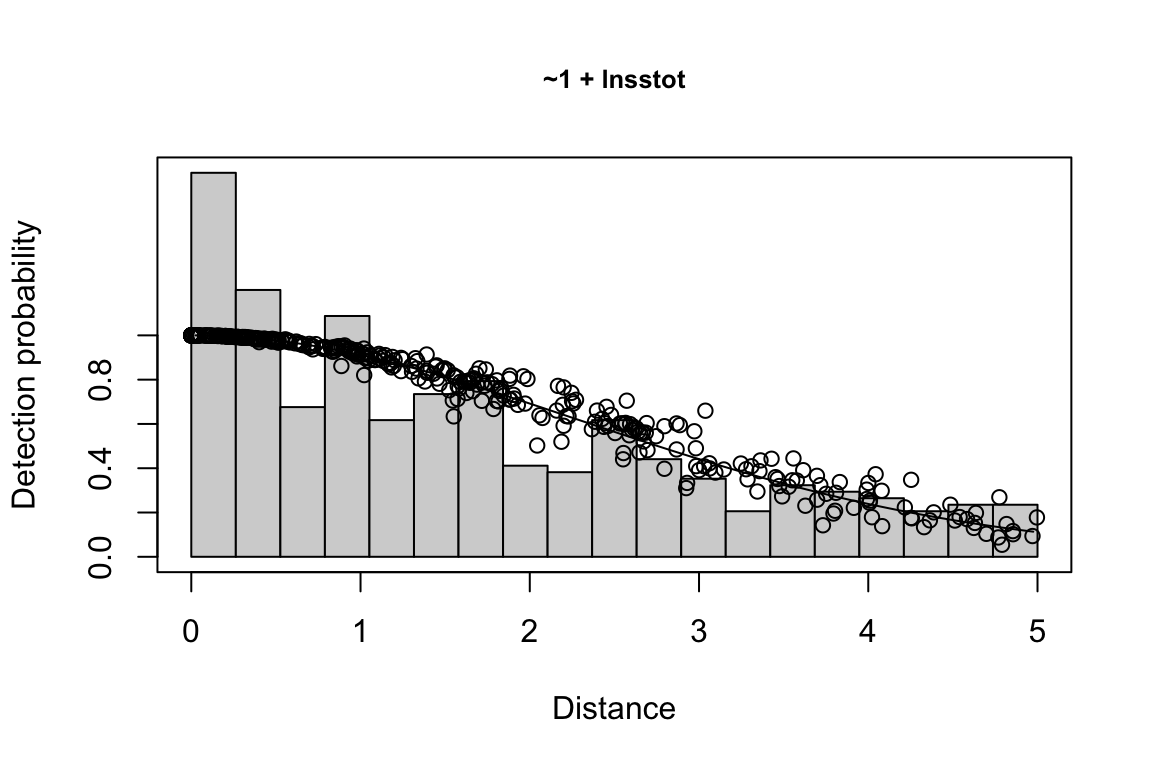 ~1 + lnsstot
Detection probability
0.8
0.4
0.0
0 1 2 3 4 5
Distance